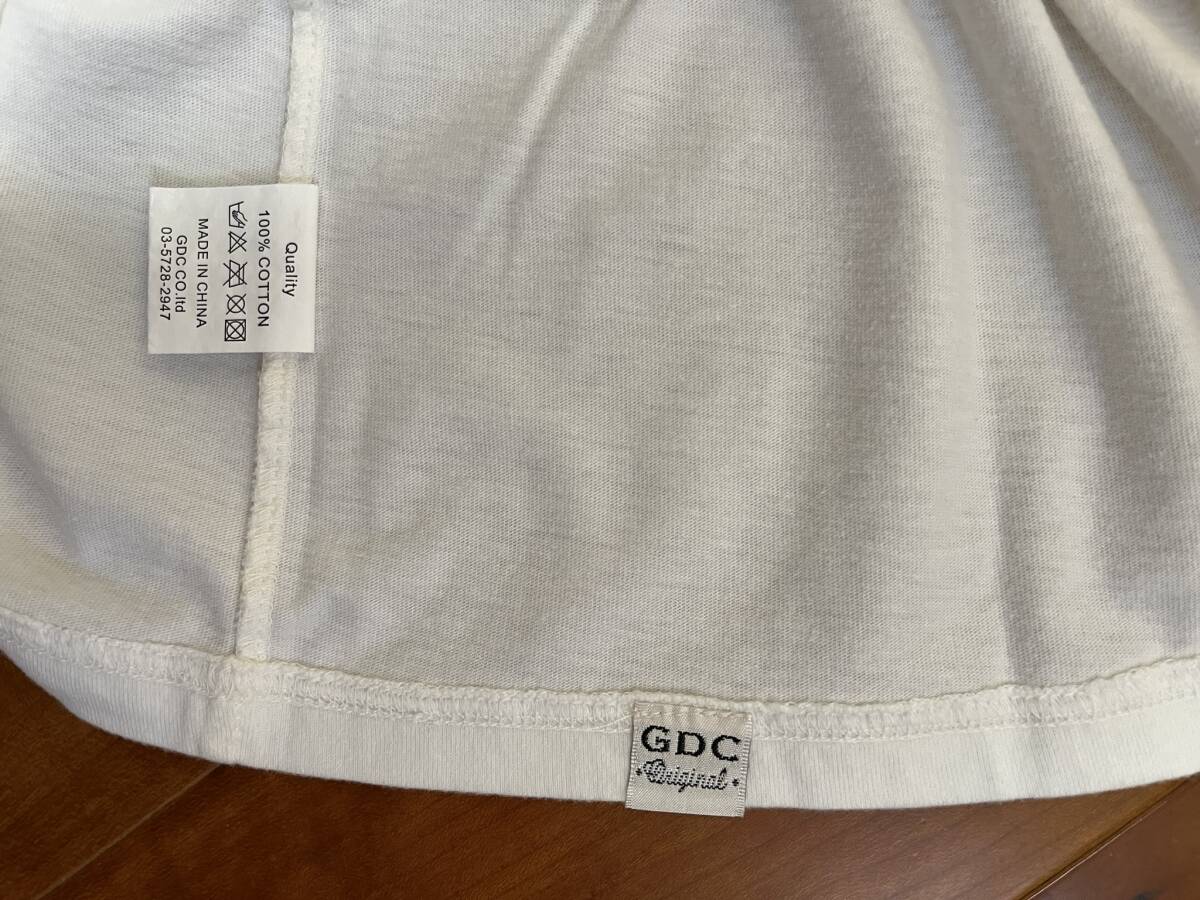 Quality
100% COTTON
MADE IN CHINA
GDC CO.ltd
03-5728-2947
GDC
Original